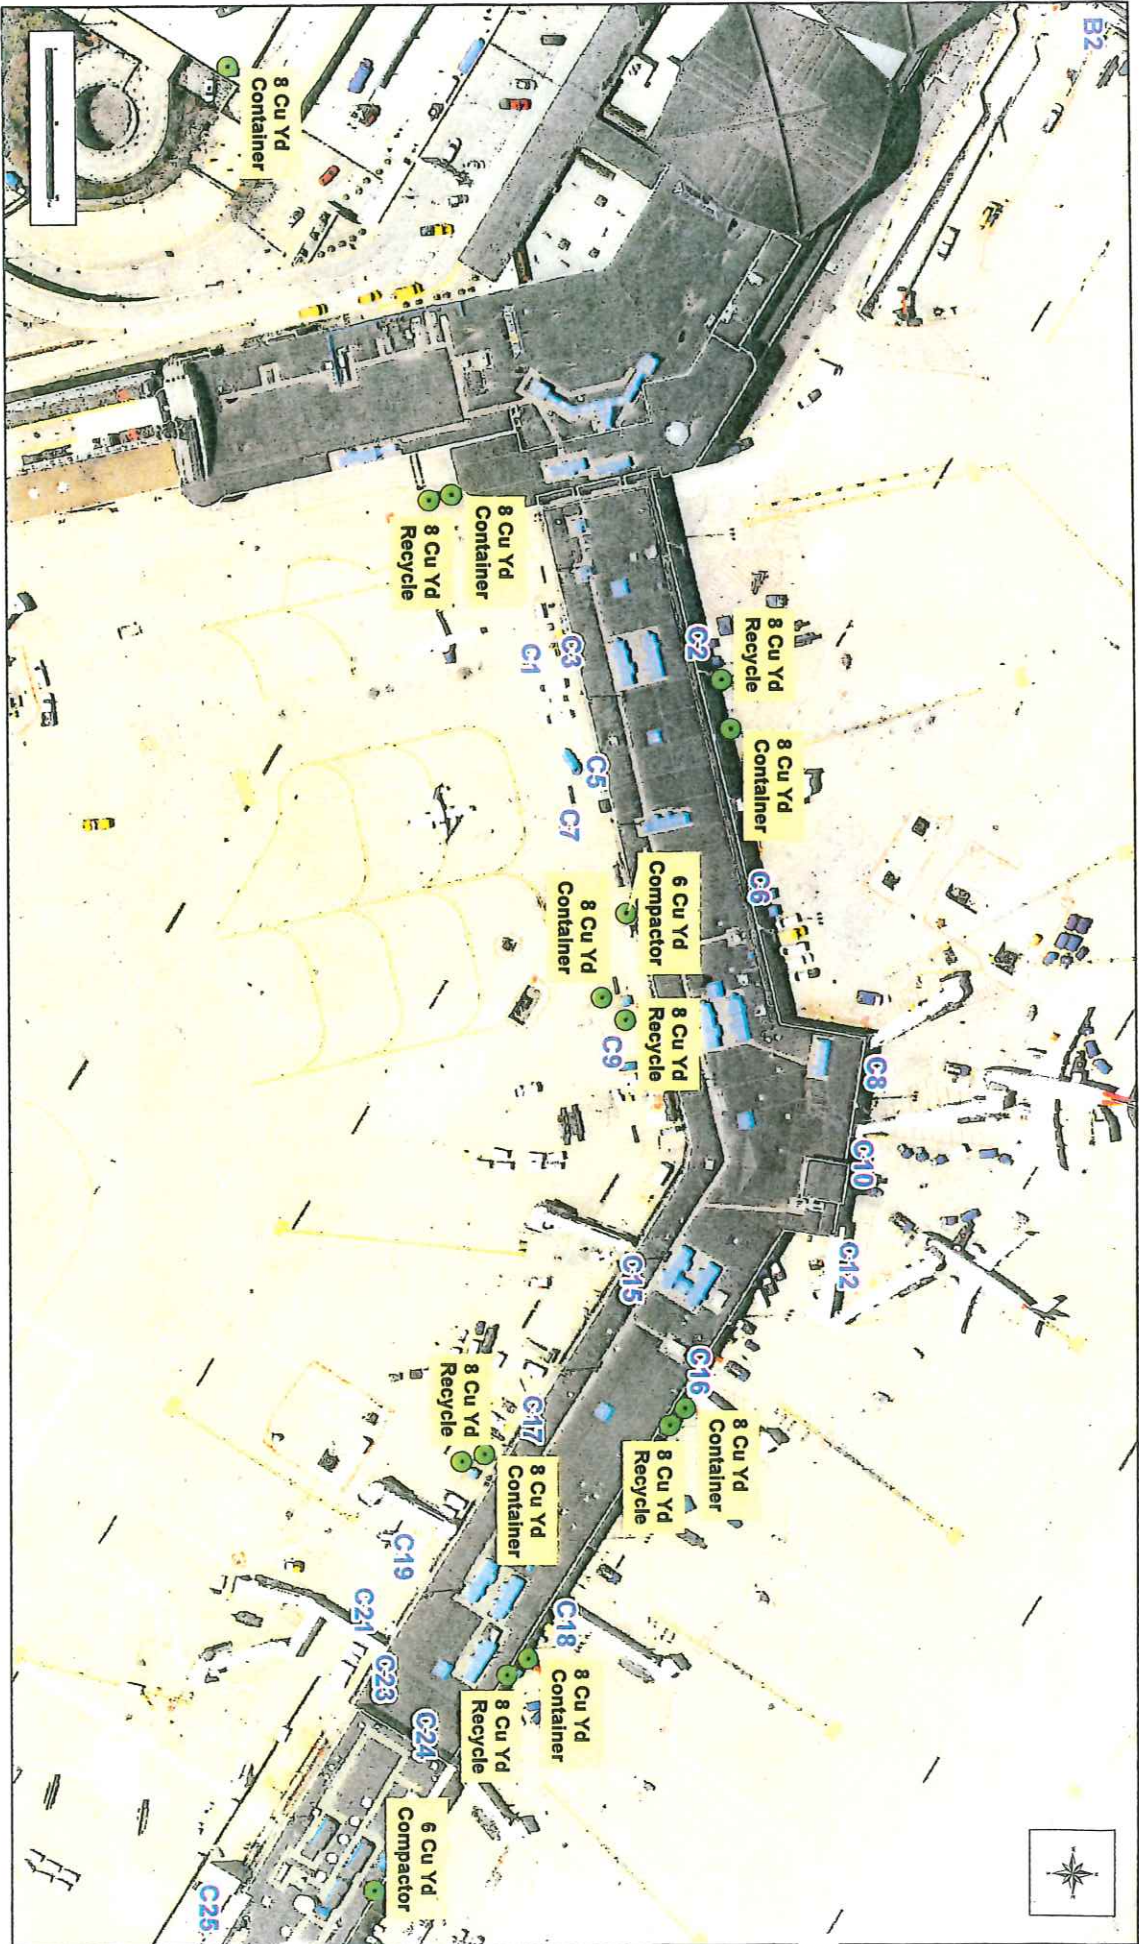 B2
C8
C10
C12
8 Cu Yd
Recycle
8 Cu Yd
Container
C6
8 Cu Yd
Container
C2
C16
6 Cu Yd
Compactor
8 Cu Yd
Recycle
8 Cu Yd
Recycle
C15
C9
C5
8 Cu Yd
Container
C3
C7
C18
8 Cu Yd
Container
C1
C17
8 Cu Yd
Container
8 Cu Yd
Container
8 Cu Yd
Recycle
8 Cu Yd
Recycle
C24
8 Cu Yd
Recycle
6 Cu Yd
Compactor
C19
C23
C21
8 Cu Yd
Container
C25